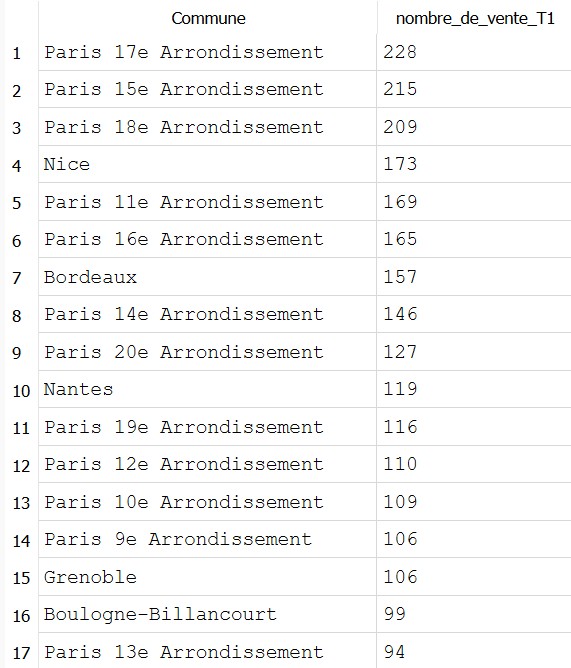 Commune nombre_de_vente_T1
1 Paris 17e Arrondissement 228
2 Paris 15e Arrondissement 215
3 Paris 18e Arrondissement 209
4 Nice 173
5 Paris 11e Arrondissement 169
6 Paris 16e Arrondissement 165
7 Bordeaux 157
8 Paris 14e Arrondissement 146
9 Paris 20e Arrondissement 127
10 Nantes 119
11 Paris 19e Arrondissement 116
12 Paris 12e Arrondissement 110
13 Paris 10e Arrondissement 109
14 Paris 9e Arrondissement 106
15 Grenoble 106
16 Boulogne-Billancourt 99
17 Paris 13e Arrondissement 94